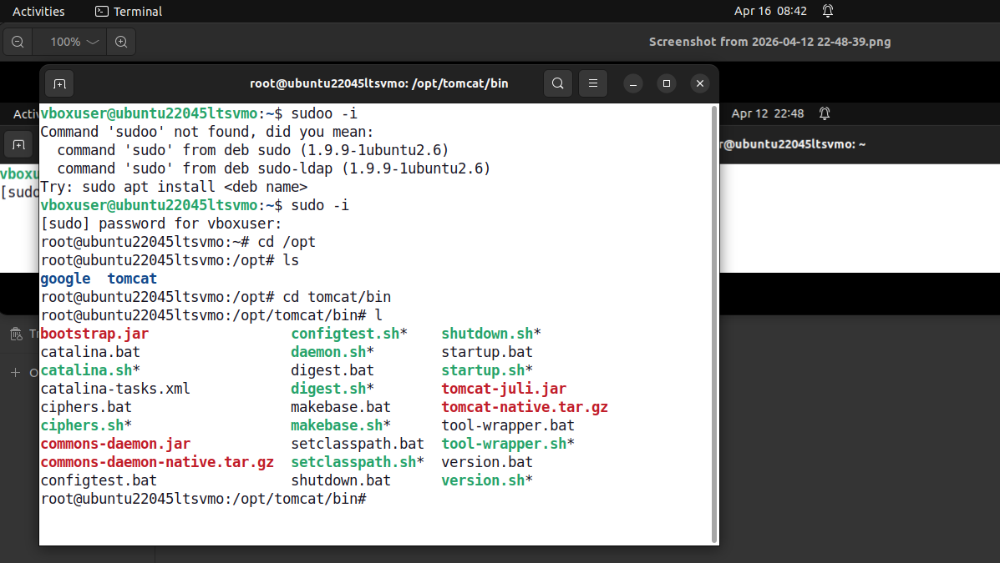 Activities Terminal Apr 16 08:42
100% Screenshot from 2026-04-12 22-48-39.png
root@ubuntu22045ltsvmo: /opt/tomcat/bin
Apr 12 22:48
@ubuntu22045ltsvmo: ~
[sudo
vboxuser@ubuntu22045ltsvmo:~$ sudoo -i
Command 'sudoo' not found, did you mean:
  command 'sudo' from deb sudo (1.9.9-1ubuntu2.6)
  command 'sudo' from deb sudo-ldap (1.9.9-1ubuntu2.6)
Try: sudo apt install <deb name>
vboxuser@ubuntu22045ltsvmo:~$ sudo -i
[sudo] password for vboxuser:
root@ubuntu22045ltsvmo:~# cd /opt
root@ubuntu22045ltsvmo:/opt# ls
google  tomcat
root@ubuntu22045ltsvmo:/opt# cd tomcat/bin
root@ubuntu22045ltsvmo:/opt/tomcat/bin# l
bootstrap.jar                 configtest.sh*    shutdown.sh*
catalina.bat                  daemon.sh*        startup.bat
catalina.sh*                  digest.bat        startup.sh*
catalina-tasks.xml            digest.sh*        tomcat-juli.jar
ciphers.bat                   makebase.bat      tomcat-native.tar.gz
ciphers.sh*                   makebase.sh*      tool-wrapper.bat
commons-daemon.jar            setclasspath.bat  tool-wrapper.sh*
commons-daemon-native.tar.gz  setclasspath.sh*  version.bat
configtest.bat                shutdown.bat      version.sh*
root@ubuntu22045ltsvmo:/opt/tomcat/bin#